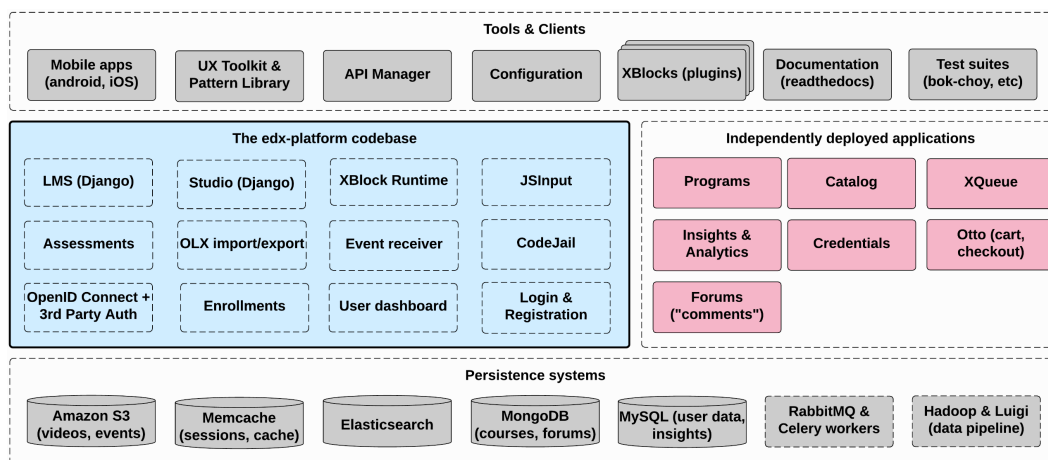 Tools & Clients
Mobile apps
(android, iOS)
UX Toolkit &
Pattern Library
API Manager
Configuration
XBlocks (plugins)
Documentation
(readthedocs)
Test suites
(bok-choy, etc)
The edx-platform codebase
LMS (Django)
Studio (Django)
XBlock Runtime
JSInput
Assessments
OLX import/export
Event receiver
CodeJail
OpenID Connect +
3rd Party Auth
Enrollments
User dashboard
Login &
Registration
Independently deployed applications
Programs
Catalog
XQueue
Insights &
Analytics
Credentials
Otto (cart,
checkout)
Forums
("comments")
Persistence systems
Amazon S3
(videos, events)
Memcache
(sessions, cache)
Elasticsearch
MongoDB
(courses, forums)
MySQL (user data,
insights)
RabbitMQ &
Celery workers
Hadoop & Luigi
(data pipeline)